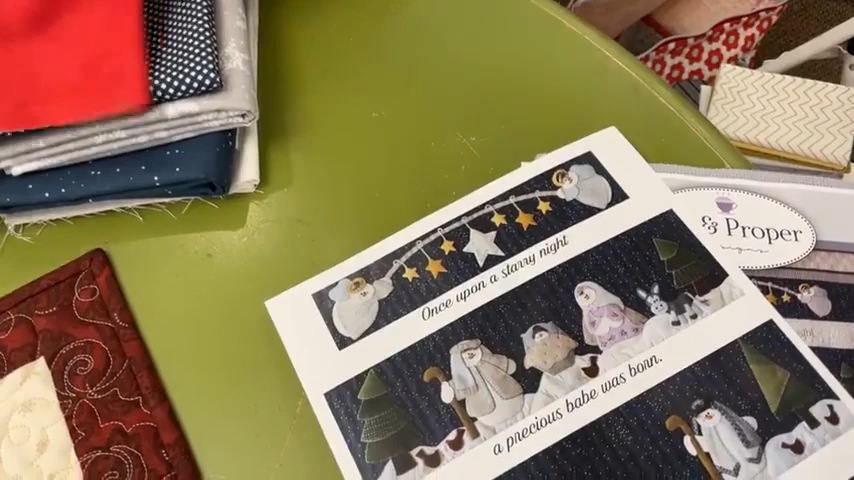 Once upon a starry night
a precious babe was born.
& Proper